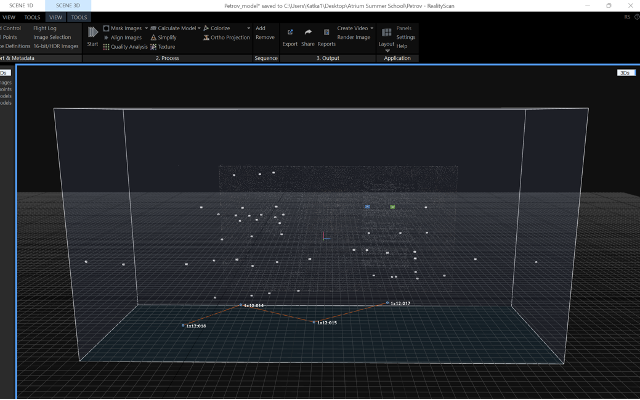 SCENE 1D SCENE 3D Petrov_model* saved to C:\Users\Katka1\Desktop\Atrium Summer School\Petrov - RealityScan
VIEW TOOLS VIEW TOOLS
Control Flight Log Mask Images Calculate Model Colorize Add Create Video Panels
Points Image Selection Align Images Simplify Ortho Projection Remove Render Image Settings
Definitions 16-bit/HDR Images Start Quality Analysis Texture Export Share Reports Layout Help
rt & Metadata 2. Process Sequence 3. Output Application
3Ds
1x12:014
1x12:017
1x12:015